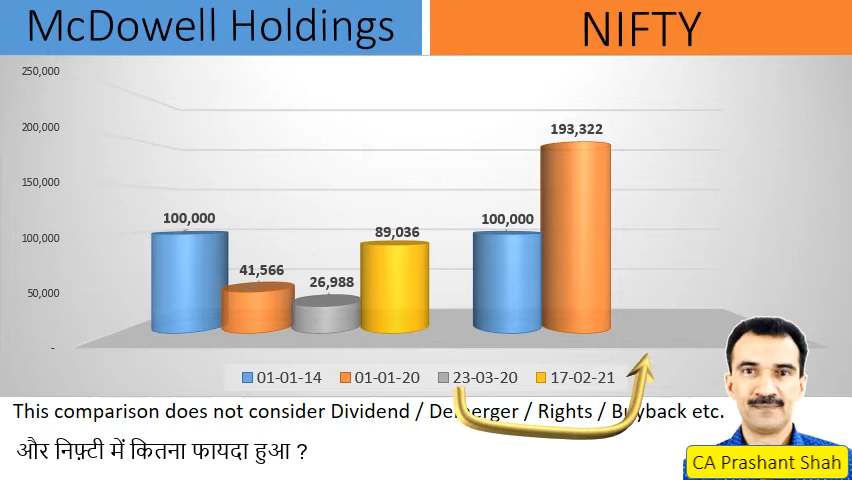 McDowell Holdings
NIFTY
250,000
200,000
150,000
100,000
50,000
-
100,000
41,566
26,988
89,036
100,000
193,322
01-01-14 01-01-20 23-03-20 17-02-21
This comparison does not consider Dividend / Demerger / Rights / Buyback etc.
और निफ़्टी में कितना फायदा हुआ ?
CA Prashant Shah